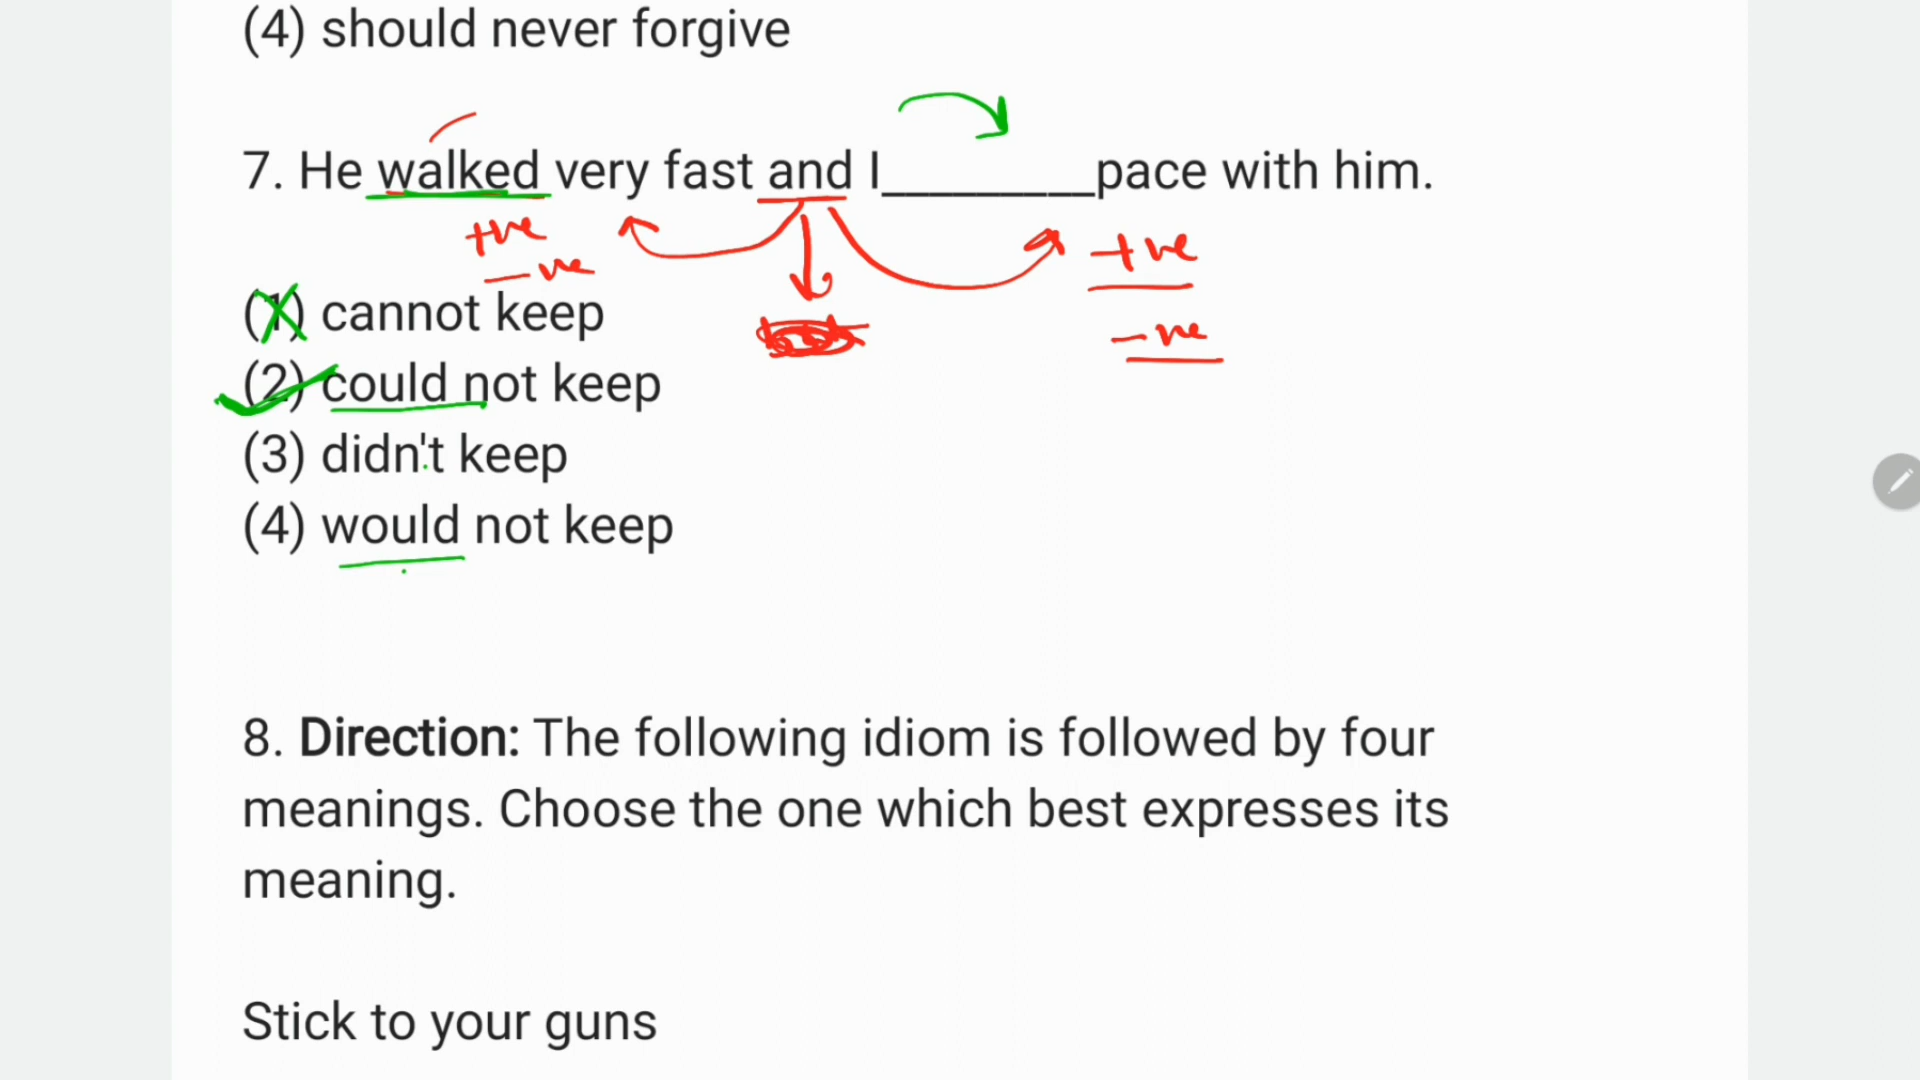 (4) should never forgive
7. He walked very fast and I_________pace with him.
+ve
+ve
-ve
(1) cannot keep
-ve
(2) could not keep
(3) didn't keep
(4) would not keep
8. Direction: The following idiom is followed by four
meanings. Choose the one which best expresses its
meaning.
Stick to your guns